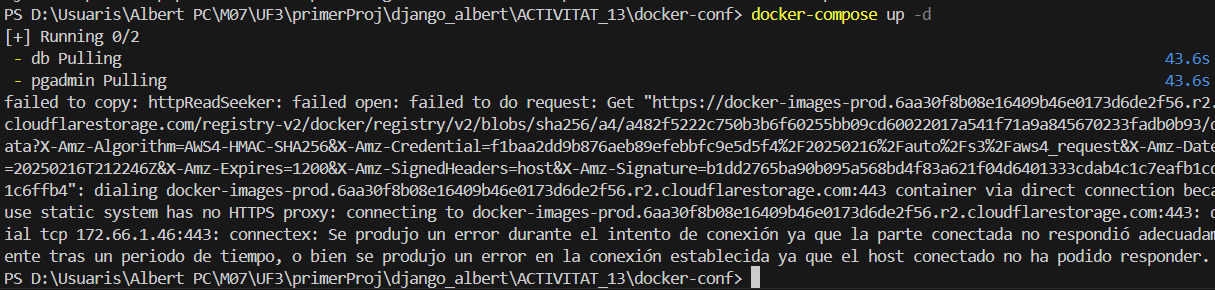 PS D:\Usuaris\Albert PC\M07\UF3\primerProj\django_albert\ACTIVITAT_13\docker-conf> docker-compose up -d
[+] Running 0/2
 - db Pulling 43.6s
 - pgadmin Pulling 43.6s
failed to copy: httpReadSeeker: failed open: failed to do request: Get "https://docker-images-prod.6aa30f8b08e16409b46e0173d6de2f56.r2.
cloudflarestorage.com/registry-v2/docker/registry/v2/blobs/sha256/a4/a482f5222c750b3b6f60255bb09cd60022017a541f71a9a845670233fadb0b93/d
ata?X-Amz-Algorithm=AWS4-HMAC-SHA256&X-Amz-Credential=f1baa2dd9b876aeb89efebbfc9e5d5f4%2F20250216%2Fauto%2Fs3%2Faws4_request&X-Amz-Date
=20250216T212246Z&X-Amz-Expires=1200&X-Amz-SignedHeaders=host&X-Amz-Signature=b1dd2765ba90b095a568bd4f83a621f04d6401333cdab4c1c7eafb1cd
1c6ffb4": dialing docker-images-prod.6aa30f8b08e16409b46e0173d6de2f56.r2.cloudflarestorage.com:443 container via direct connection beca
use static system has no HTTPS proxy: connecting to docker-images-prod.6aa30f8b08e16409b46e0173d6de2f56.r2.cloudflarestorage.com:443: d
ial tcp 172.66.1.46:443: connectex: Se produjo un error durante el intento de conexión ya que la parte conectada no respondió adecuadam
ente tras un periodo de tiempo, o bien se produjo un error en la conexión establecida ya que el host conectado no ha podido responder.
PS D:\Usuaris\Albert PC\M07\UF3\primerProj\django_albert\ACTIVITAT_13\docker-conf>